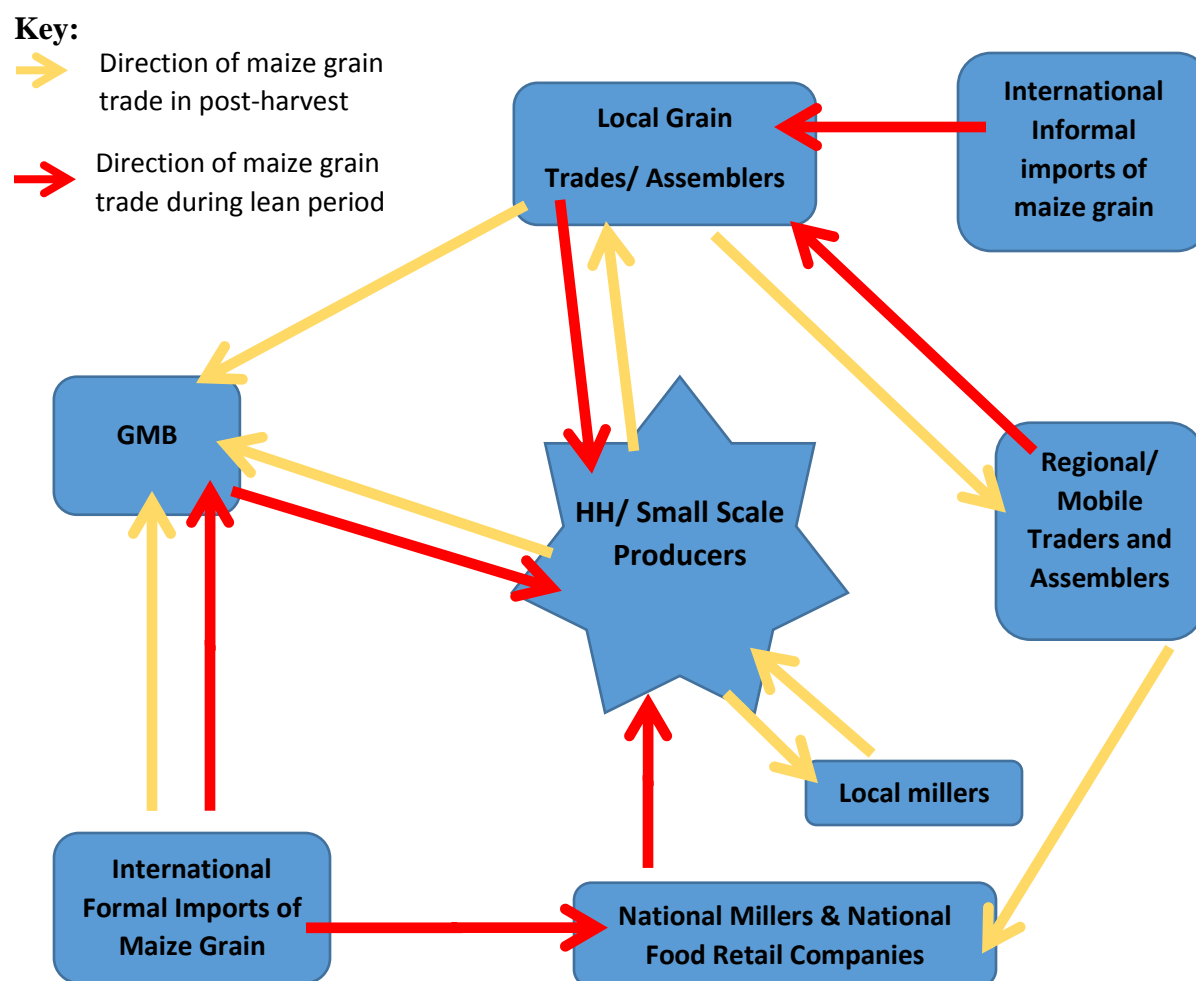 Key:
Direction of maize grain
trade in post-harvest
Direction of maize grain
trade during lean period
Local Grain
Trades/ Assemblers
International
Informal
imports of
maize grain
GMB
HH/ Small Scale
Producers
Regional/
Mobile
Traders and
Assemblers
Local millers
International
Formal Imports of
Maize Grain
National Millers & National
Food Retail Companies